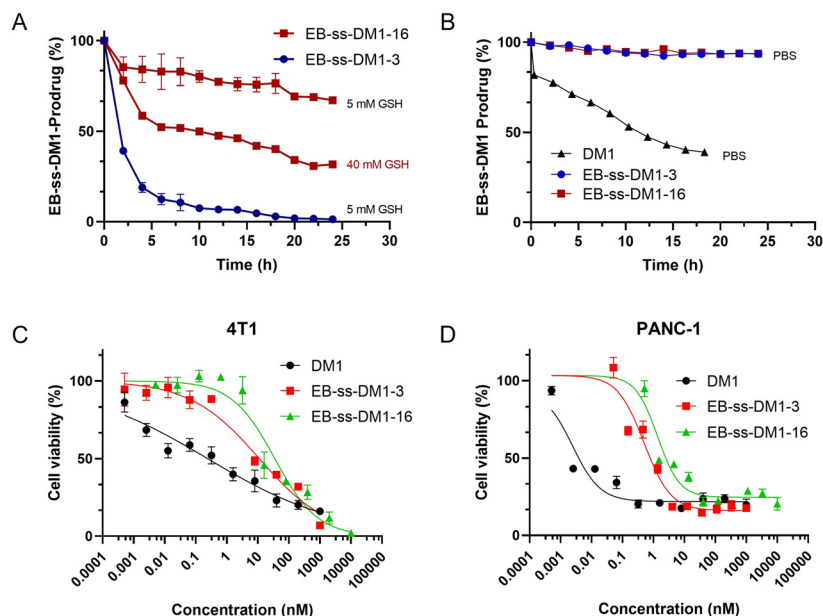 A
EB-ss-DM1-Prodrug (%)
100
50
0
EB-ss-DM1-16
EB-ss-DM1-3
5 mM GSH
40 mM GSH
5 mM GSH
0 5 10 15 20 25 30
Time (h)
B
EB-ss-DM1 Prodrug (%)
100
50
0
PBS
DM1
EB-ss-DM1-3
EB-ss-DM1-16
PBS
0 5 10 15 20 25 30
Time (h)
C
4T1
Cell viability (%)
100
50
0
DM1
EB-ss-DM1-3
EB-ss-DM1-16
0.0001 0.001 0.01 0.1 1 10 100 1000 10000 100000
Concentration (nM)
D
PANC-1
Cell viability (%)
100
50
0
DM1
EB-ss-DM1-3
EB-ss-DM1-16
0.0001 0.001 0.01 0.1 1 10 100 1000 10000 100000
Concentration (nM)